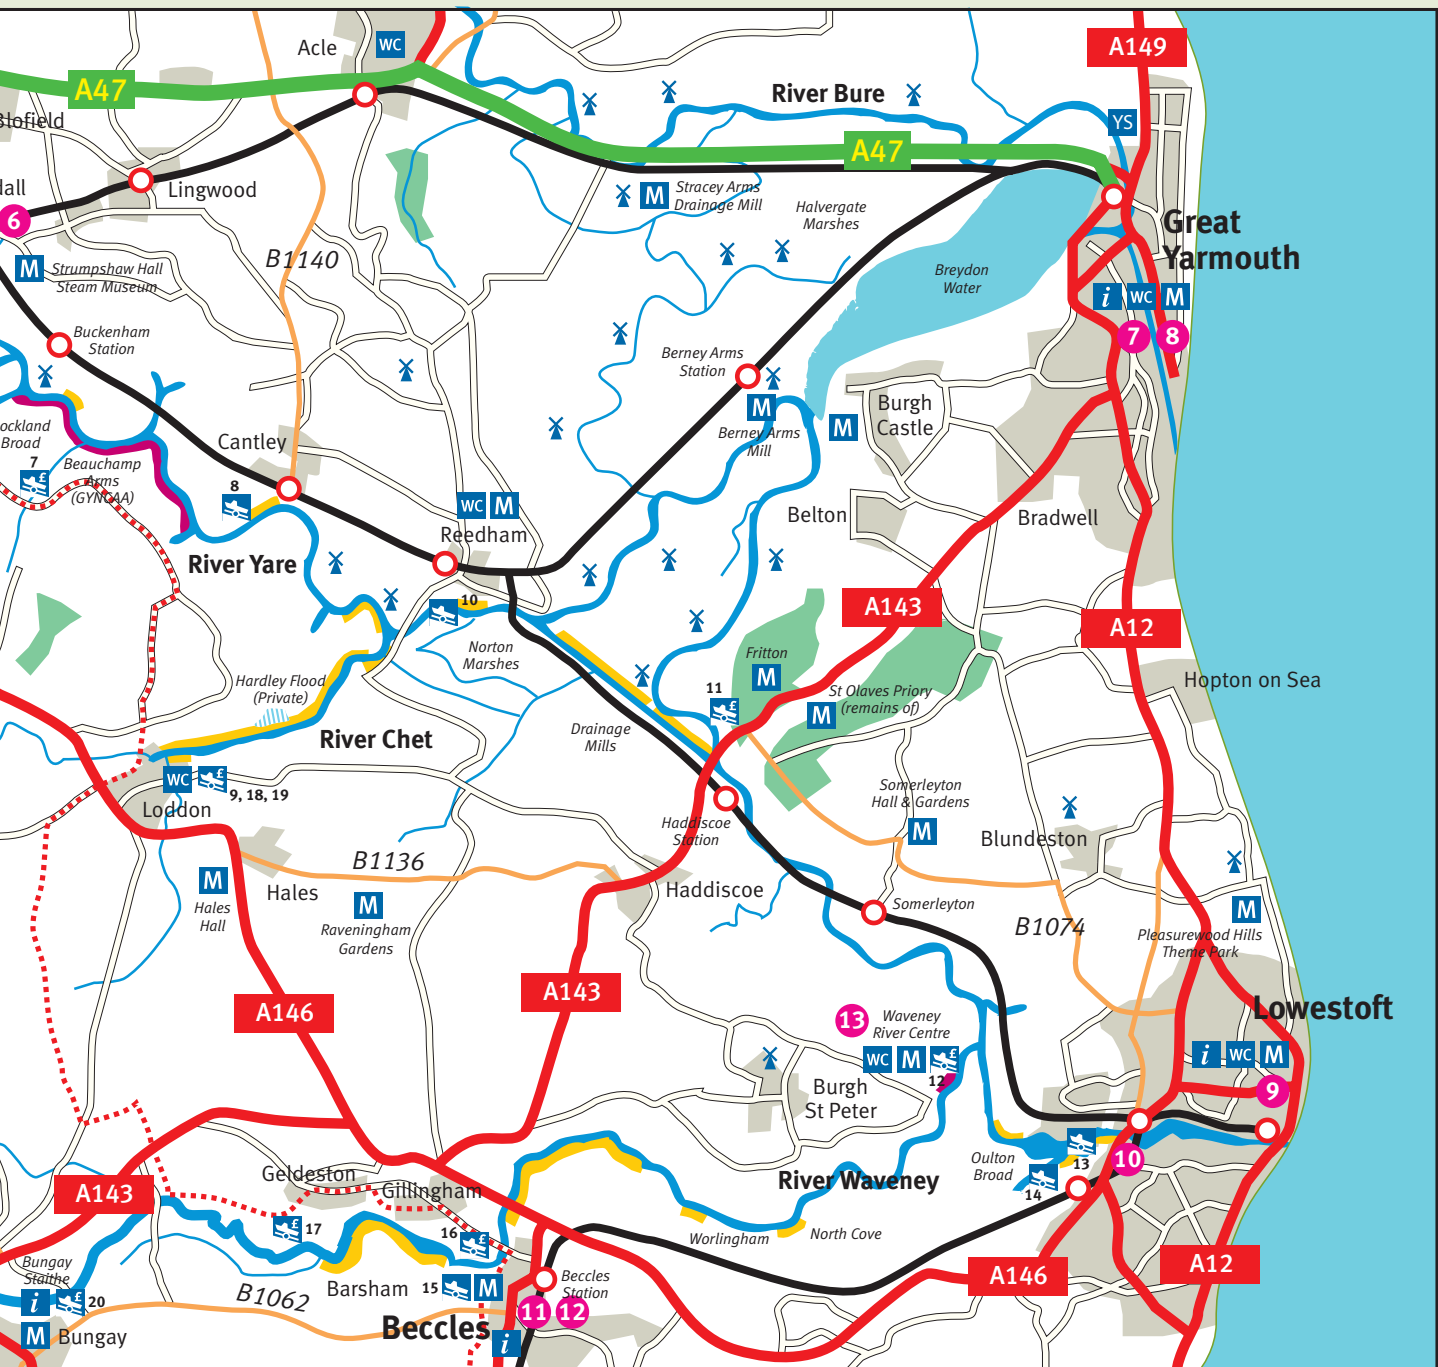 Acle
WC
A149
A47
River Bure
YS
Blofield
A47
Lingwood
6
M
Stracey Arms
Drainage Mill
Halvergate
Marshes
Great
Yarmouth
B1140
M
Strumpshaw Hall
Steam Museum
Breydon
Water
i
WC
M
7
8
Buckenham
Station
Berney Arms
Station
M
Berney Arms
Mill
M
Burgh
Castle
Broad
7
£
Beauchamp
Arms
(GYNGAA)
Cantley
8
WC
M
Reedham
Belton
Bradwell
River Yare
10
A143
A12
Norton
Marshes
Fritton
M
Hardley Flood
(Private)
11
£
St Olaves Priory
(remains of)
M
Hopton on Sea
River Chet
Drainage
Mills
WC
£
9, 18, 19
Loddon
Somerleyton
Hall & Gardens
M
Haddiscoe
Station
Blundeston
B1136
M
Hales
Hall
Hales
M
Raveningham
Gardens
Haddiscoe
Somerleyton
B1074
M
Pleasurewood Hills
Theme Park
A146
A143
Lowestoft
13
Waveney
River Centre
WC
M
£
12
i
WC
M
9
Burgh
St Peter
Oulton
Broad
13
10
14
River Waveney
A143
Geldeston
Gillingham
£
17
16
£
Worlingham
North Cove
Bungay
Staithe
i
£
20
M
Bungay
B1062
Barsham
15
M
Beccles
Station
11
12
Beccles
i
A146
A12